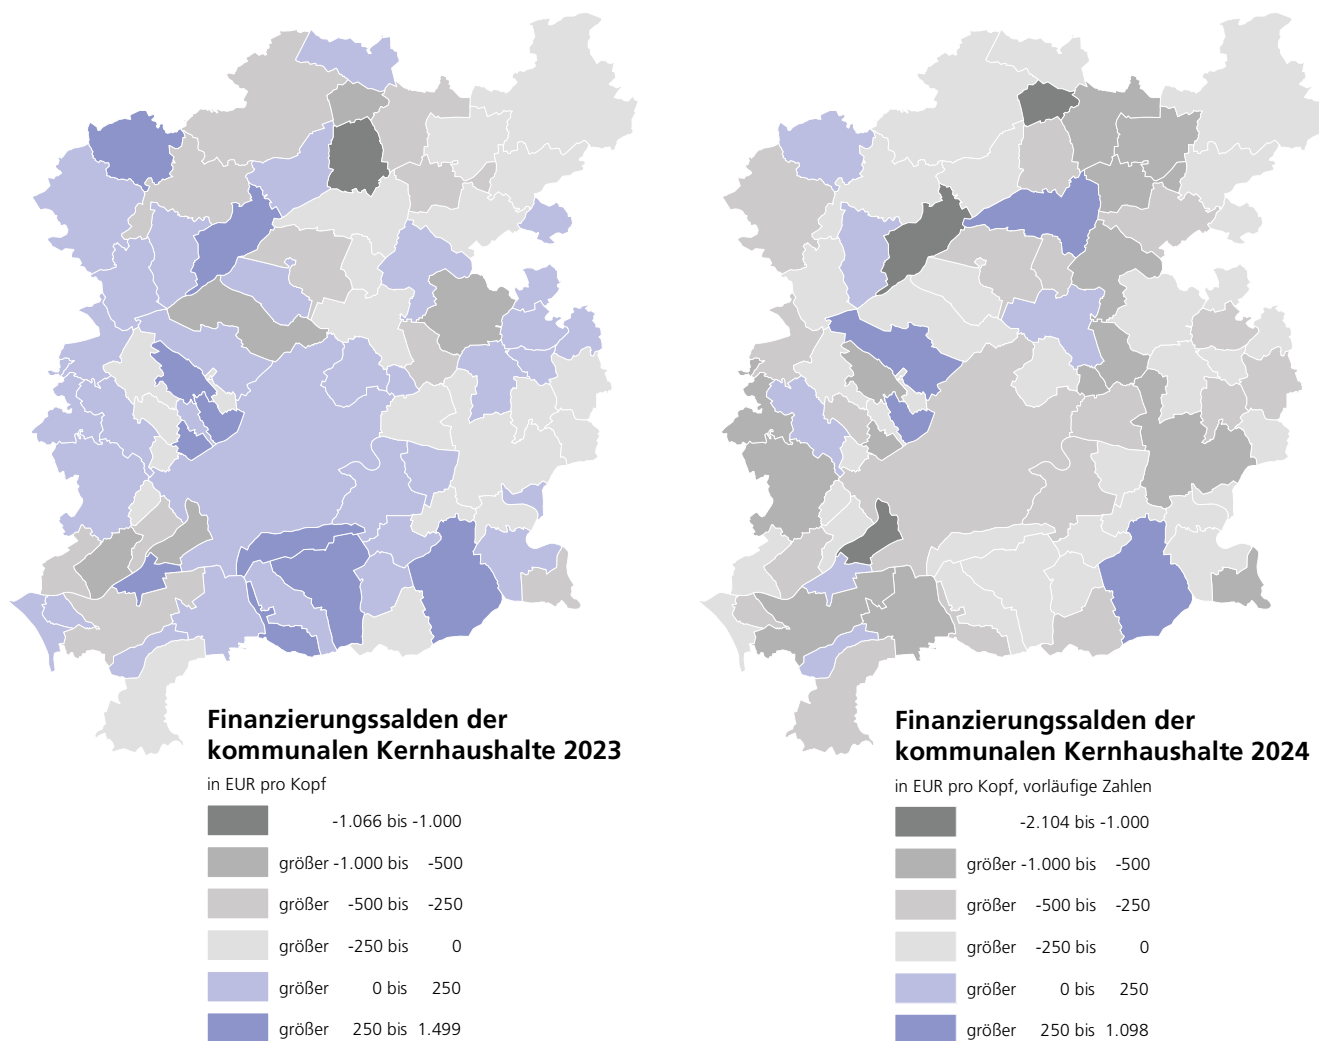 Finanzierungssalden der
kommunalen Kernhaushalte 2023
in EUR pro Kopf
-1.066 bis -1.000
größer -1.000 bis -500
größer -500 bis -250
größer -250 bis 0
größer 0 bis 250
größer 250 bis 1.499
Finanzierungssalden der
kommunalen Kernhaushalte 2024
in EUR pro Kopf, vorläufige Zahlen
-2.104 bis -1.000
größer -1.000 bis -500
größer -500 bis -250
größer -250 bis 0
größer 0 bis 250
größer 250 bis 1.098